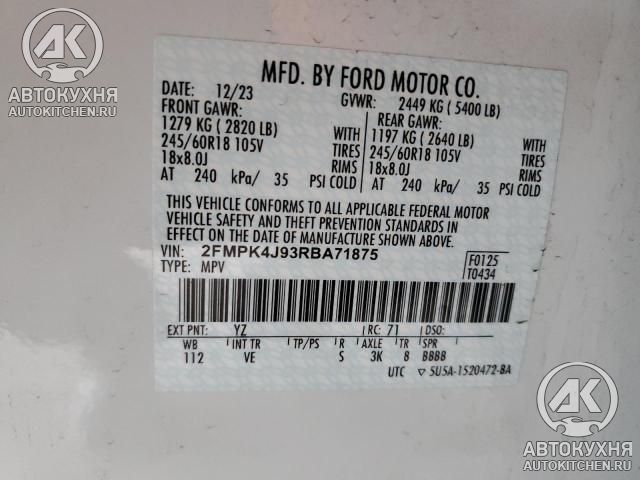 АК
АВТОКУХНЯ
AUTOKITCHEN.RU
АК
АВТОКУХНЯ
AUTOKITCHEN.RU
MFD. BY FORD MOTOR CO.
DATE: 12/23 GVWR: 2449 KG ( 5400 LB)
FRONT GAWR: REAR GAWR:
1279 KG ( 2820 LB) WITH 1197 KG ( 2640 LB) WITH
245/60R18 105V TIRES 245/60R18 105V TIRES
18x8.0J RIMS 18x8.0J RIMS
AT 240 kPa/ 35 PSI COLD AT 240 kPa/ 35 PSI COLD
THIS VEHICLE CONFORMS TO ALL APPLICABLE FEDERAL MOTOR
VEHICLE SAFETY AND THEFT PREVENTION STANDARDS IN
EFFECT ON THE DATE OF MANUFACTURE SHOWN ABOVE.
VIN: 2FMPK4J93RBA71875 F0125
TYPE: MPV T0434
EXT PNT: YZ RC: 71 DSO:
WB INT TR TP/PS R AXLE TR SPR
112 VE S 3K 8 BBBB
UTC ▽ 5U5A-1520472-BA
АК
АВТОКУХНЯ
AUTOKITCHEN.RU